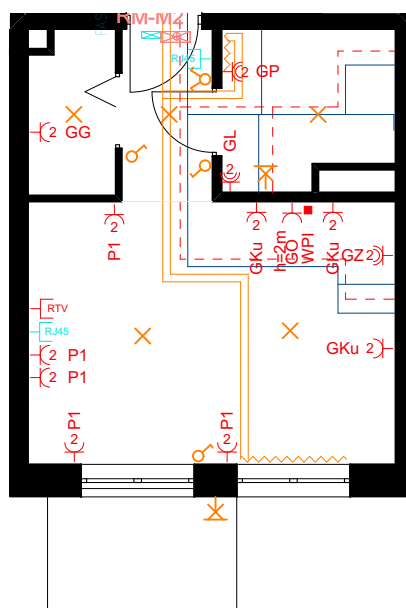 RM-M2
RJ45
2 GP
2 GG
GL
2
2
P1
2
GKu
h=2m
GO
WPI
2
GKu
GZ 2
RTV
RJ45
2 P1
2 P1
GKu 2
P1
2
P1
2